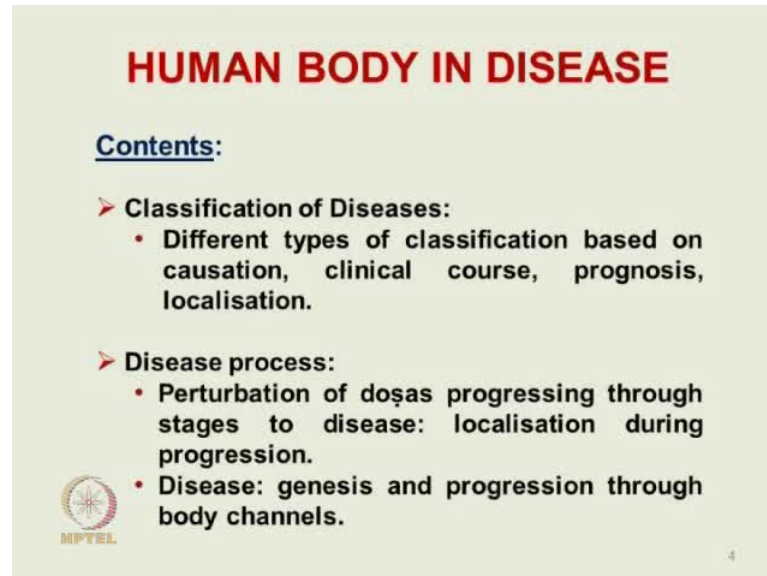 HUMAN BODY IN DISEASE
Contents:
➢ Classification of Diseases:
• Different types of classification based on
causation, clinical course, prognosis,
localisation.
➢ Disease process:
• Perturbation of doṣas progressing through
stages to disease: localisation during
progression.
• Disease: genesis and progression through
body channels.
NPTEL
4